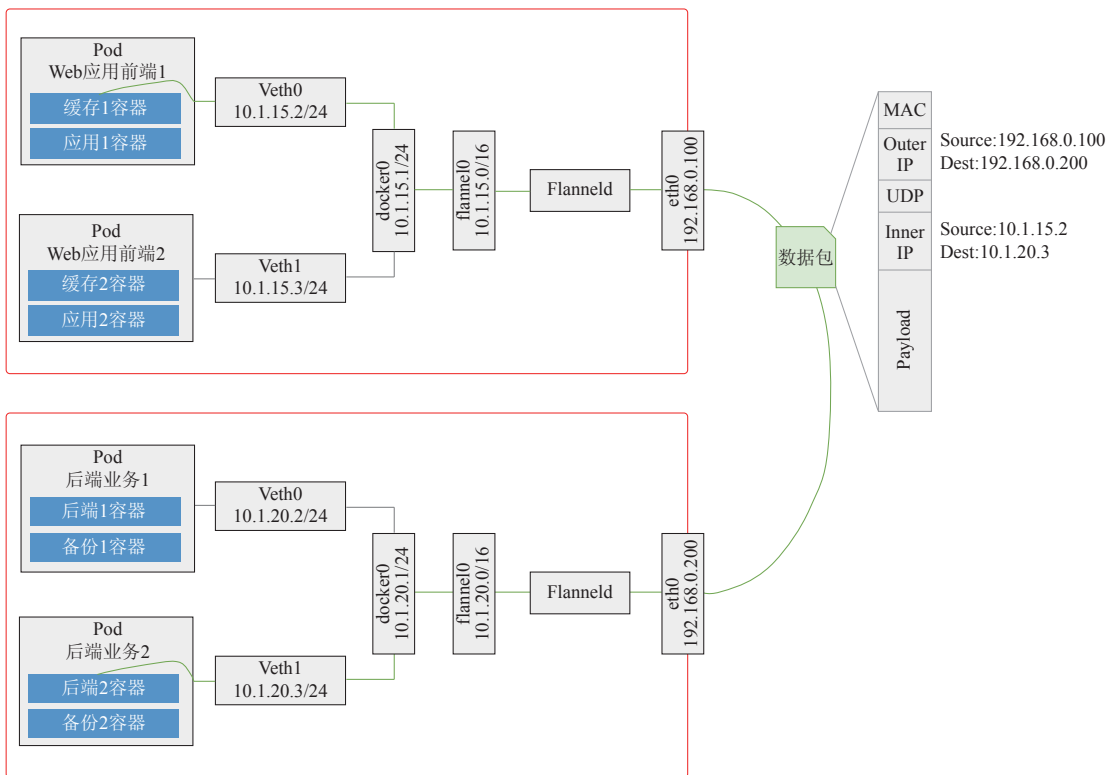 Pod
Web应用前端1
缓存1容器
应用1容器
Veth0
10.1.15.2/24
Pod
Web应用前端2
缓存2容器
应用2容器
Veth1
10.1.15.3/24
docker0
10.1.15.1/24
flannel0
10.1.15.0/16
Flanneld
eth0
192.168.0.100
数据包
MAC
Outer
IP
Source:192.168.0.100
Dest:192.168.0.200
UDP
Inner
IP
Source:10.1.15.2
Dest:10.1.20.3
Payload
Pod
后端业务1
后端1容器
备份1容器
Veth0
10.1.20.2/24
Pod
后端业务2
后端2容器
备份2容器
Veth1
10.1.20.3/24
docker0
10.1.20.1/24
flannel0
10.1.20.0/16
Flanneld
eth0
192.168.0.200